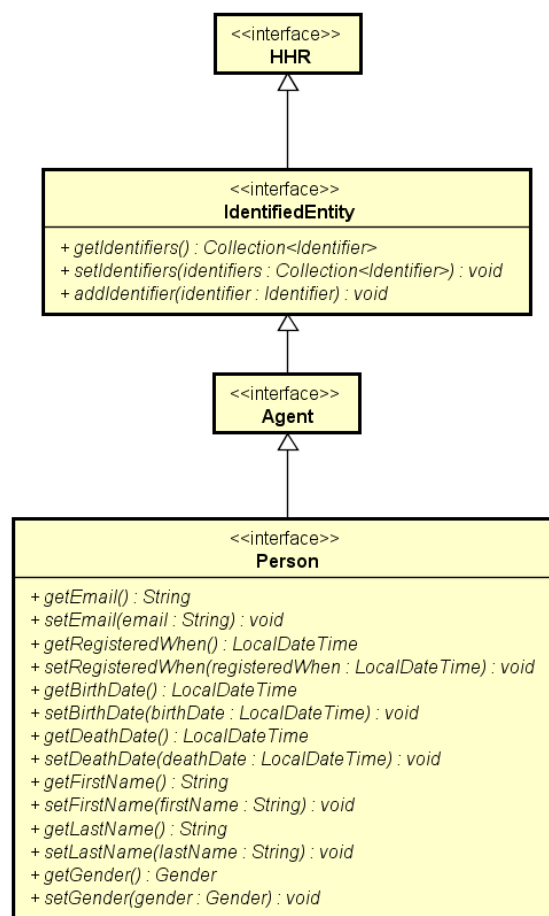 <<interface>>
HHR
<<interface>>
IdentifiedEntity
+ getIdentifiers() : Collection<Identifier>
+ setIdentifiers(identifiers : Collection<Identifier>) : void
+ addIdentifier(identifier : Identifier) : void
<<interface>>
Agent
<<interface>>
Person
+ getEmail() : String
+ setEmail(email : String) : void
+ getRegisteredWhen() : LocalDateTime
+ setRegisteredWhen(registeredWhen : LocalDateTime) : void
+ getBirthDate() : LocalDateTime
+ setBirthDate(birthDate : LocalDateTime) : void
+ getDeathDate() : LocalDateTime
+ setDeathDate(deathDate : LocalDateTime) : void
+ getFirstName() : String
+ setFirstName(firstName : String) : void
+ getLastName() : String
+ setLastName(lastName : String) : void
+ getGender() : Gender
+ setGender(gender : Gender) : void